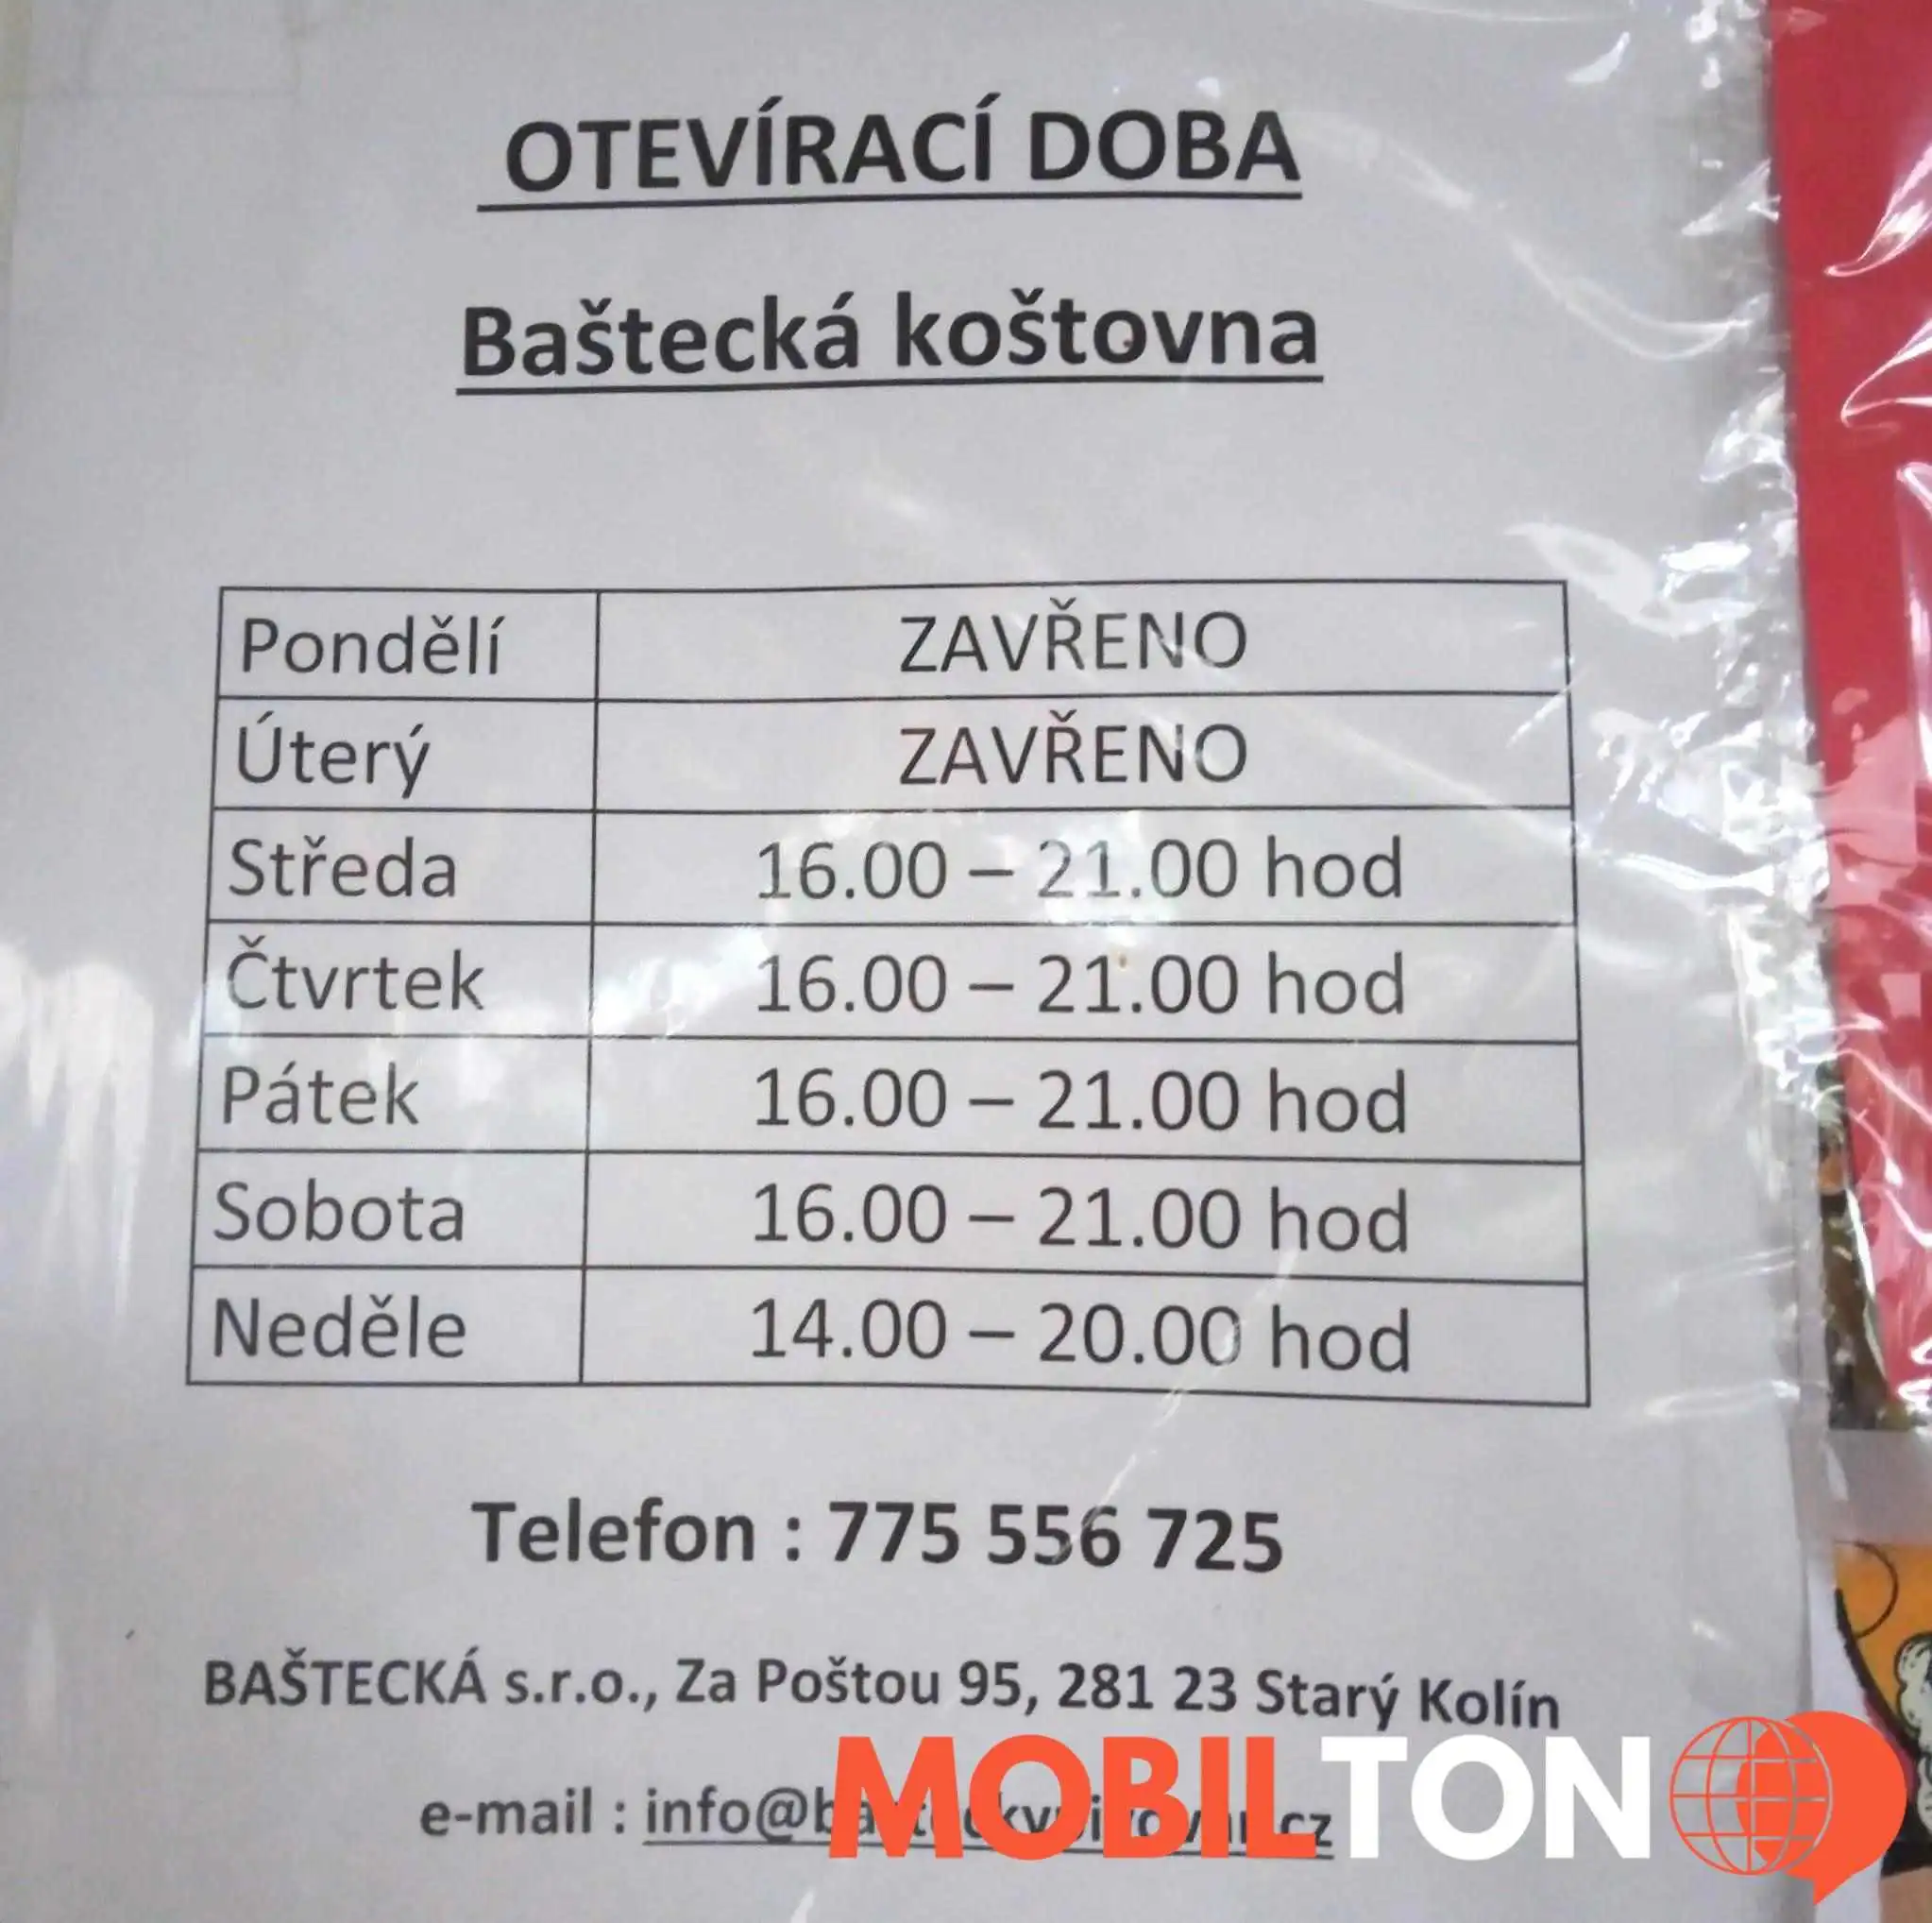 OTEVÍRACÍ DOBA
Baštecká koštovna
Pondělí ZAVŘENO
Úterý ZAVŘENO
Středa 16.00 – 21.00 hod
Čtvrtek 16.00 – 21.00 hod
Pátek 16.00 – 21.00 hod
Sobota 16.00 – 21.00 hod
Neděle 14.00 – 20.00 hod
Telefon : 775 556 725
BAŠTECKÁ s.r.o., Za Poštou 95, 281 23 Starý Kolín
e-mail :
MOBILTON